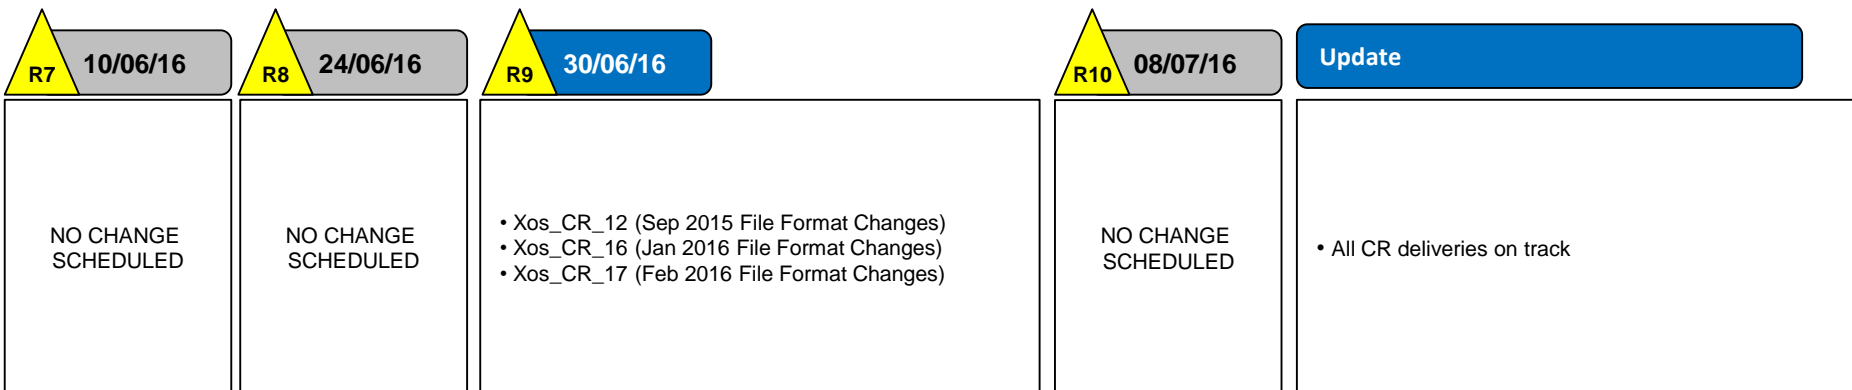 R7 10/06/16
R8 24/06/16
R9 30/06/16
R10 08/07/16
Update
NO CHANGE
SCHEDULED
NO CHANGE
SCHEDULED
• Xos_CR_12 (Sep 2015 File Format Changes)
• Xos_CR_16 (Jan 2016 File Format Changes)
• Xos_CR_17 (Feb 2016 File Format Changes)
NO CHANGE
SCHEDULED
• All CR deliveries on track